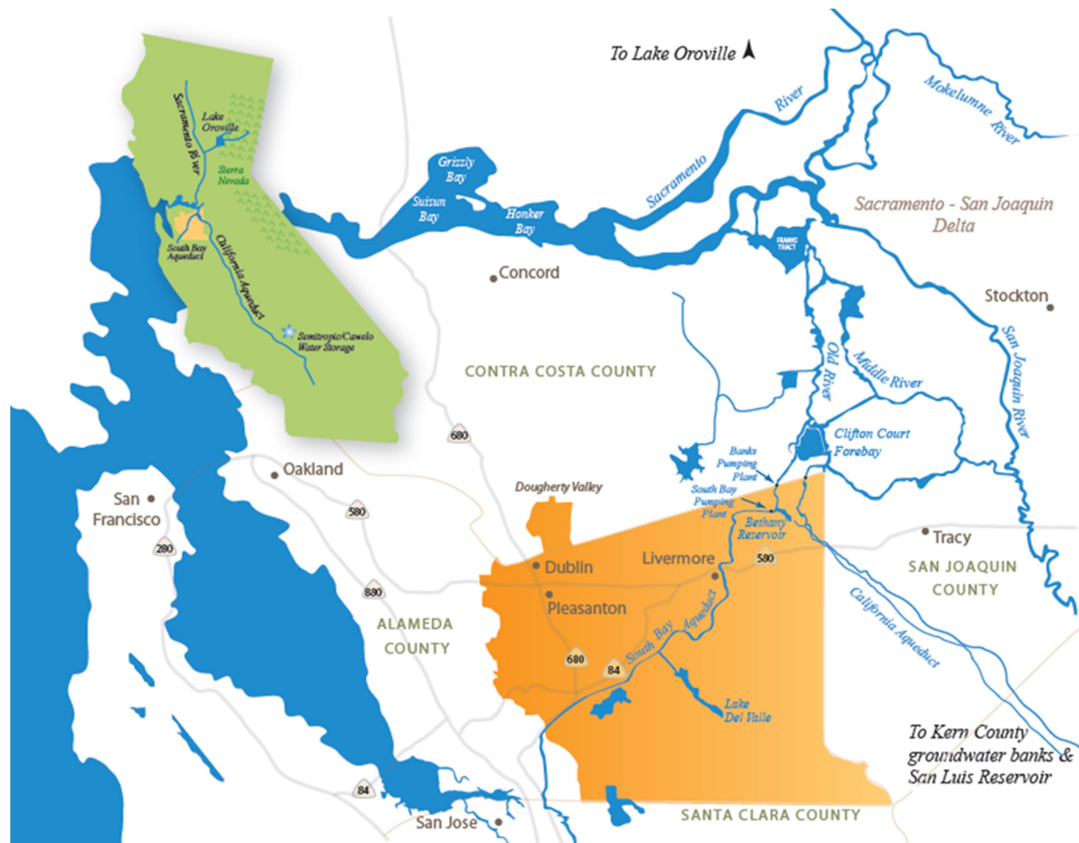 To Lake Oroville
River
Mokelumne
River
Sacramento River
Lake
Oroville
Sierra
Nevada
South Bay
Aqueduct
California Aqueduct
Semitropic/Cawelo
Water Storage
Grizzly
Bay
Suisun
Bay
Honker
Bay
Sacramento
Sacramento - San Joaquin
Delta
FRANKS
TRACT
Concord
Stockton
San Joaquin River
CONTRA COSTA COUNTY
Old River
Middle River
680
Clifton Court
Forebay
Banks
Pumping
Plant
South Bay
Pumping
Plant
Bethany
Reservoir
Oakland
San
Francisco
280
580
Dougherty Valley
Livermore
580
Tracy
SAN JOAQUIN
COUNTY
Dublin
Pleasanton
880
ALAMEDA
COUNTY
680
84
South Bay
Aqueduct
California Aqueduct
Lake
Del Valle
To Kern County
groundwater banks &
San Luis Reservoir
84
San Jose
SANTA CLARA COUNTY